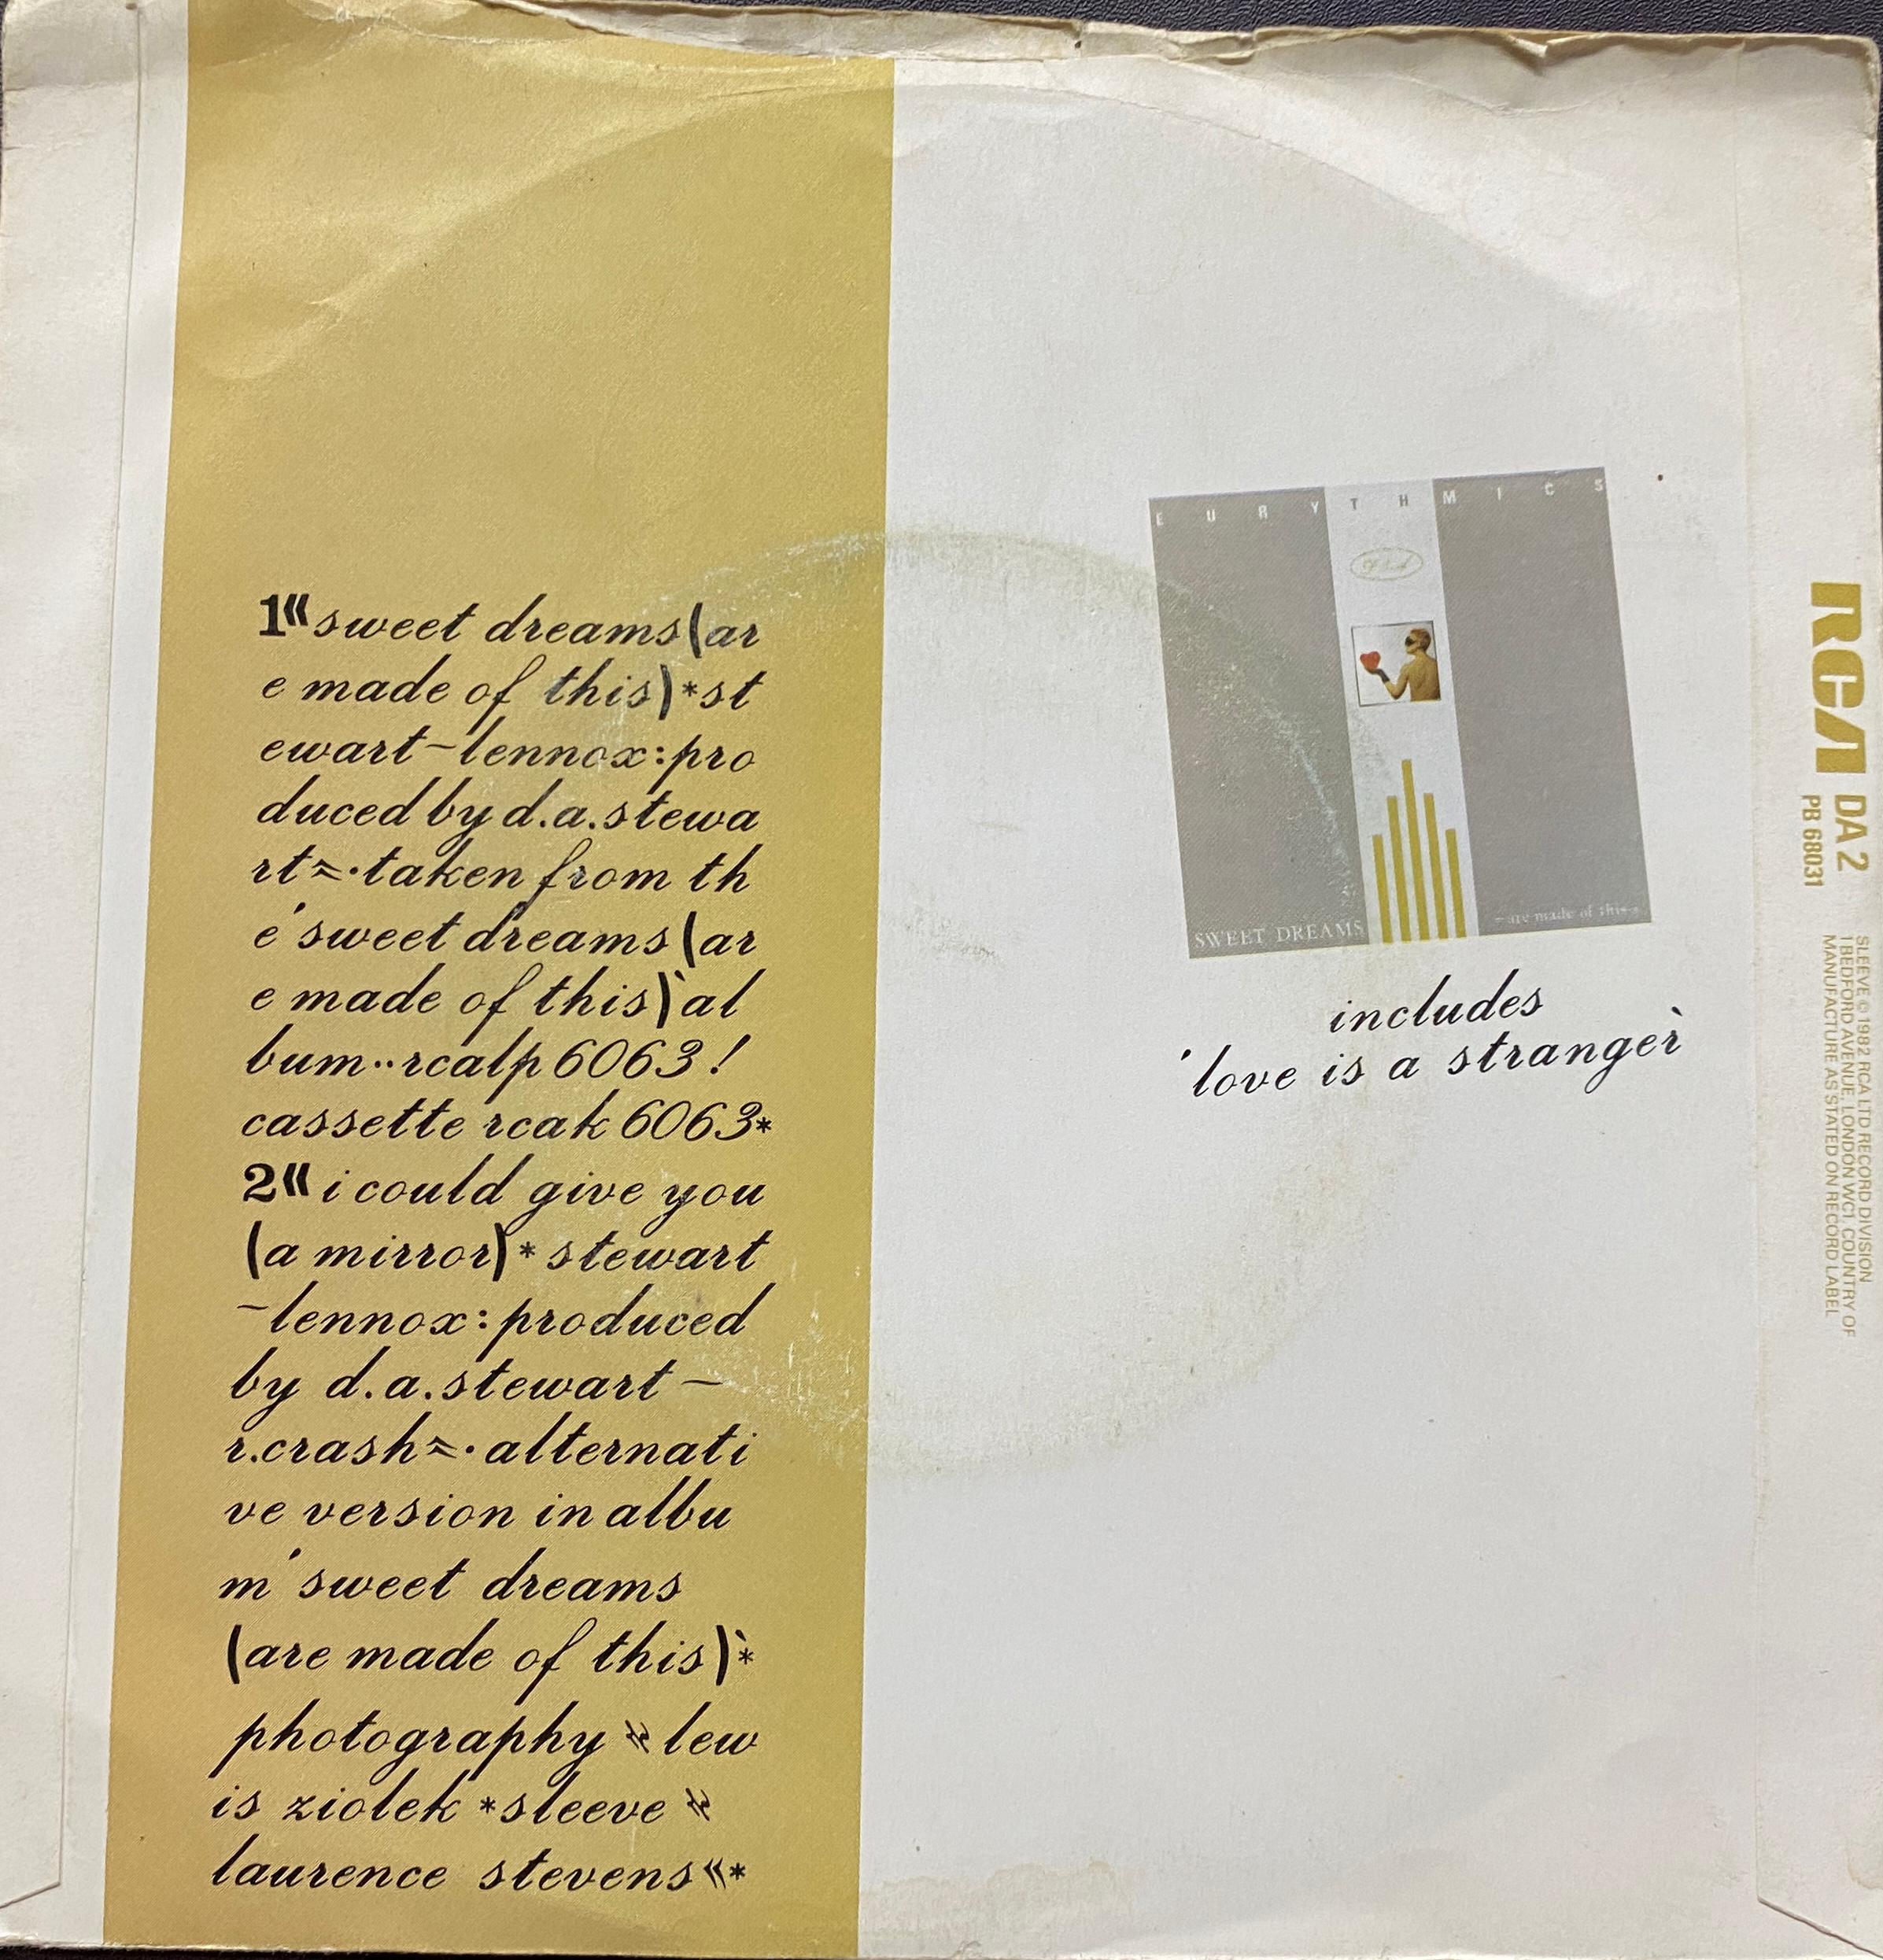 1« sweet dreams(ar
e made of this)*st
ewart~lennox:pro
duced by d.a.stewa
rt≈·taken from th
e 'sweet dreams(ar
e made of this)`al
bum··rcalp 6063!
cassette rcak 6063*
2« i could give you
(a mirror)* stewart
~lennox:produced
by d.a.stewart~
r.crash≈·alternati
ve version in albu
m 'sweet dreams
(are made of this)`*
photography lew
is ziolek *sleeve
laurence stevens«*
EURYTHMICS
SWEET DREAMS
~are made of this~
includes
'love is a stranger`
RCA DA 2
PB 68031
SLEEVE © 1982 RCA LTD RECORD DIVISION
1 BEDFORD AVENUE, LONDON WC1. COUNTRY OF
MANUFACTURE AS STATED ON RECORD LABEL